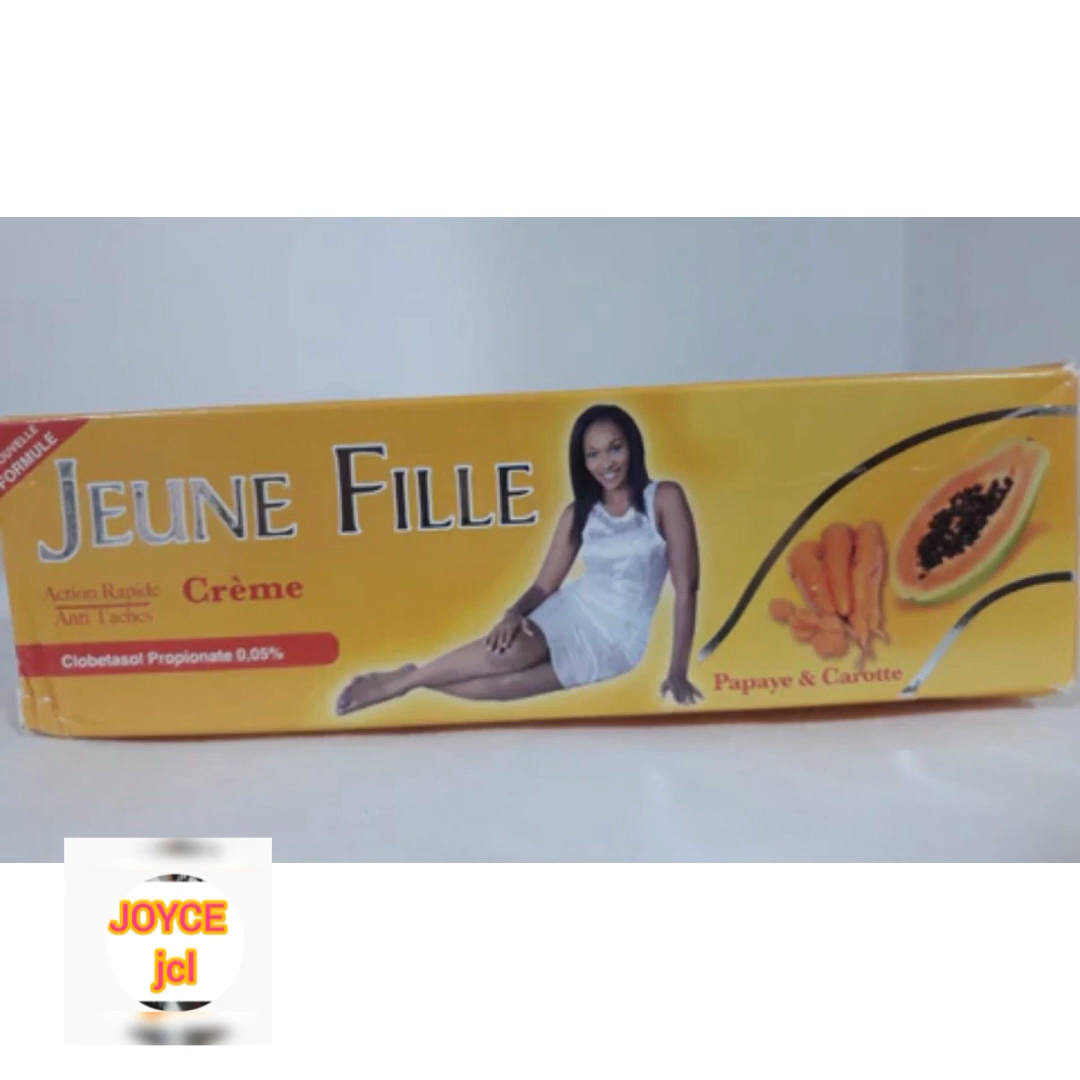 NOUVELLE
FORMULE
JEUNE FILLE
Action Rapide
Anti Taches
Crème
Clobetasol Propionate 0,05%
Papaye & Carotte
JOYCE
jcl